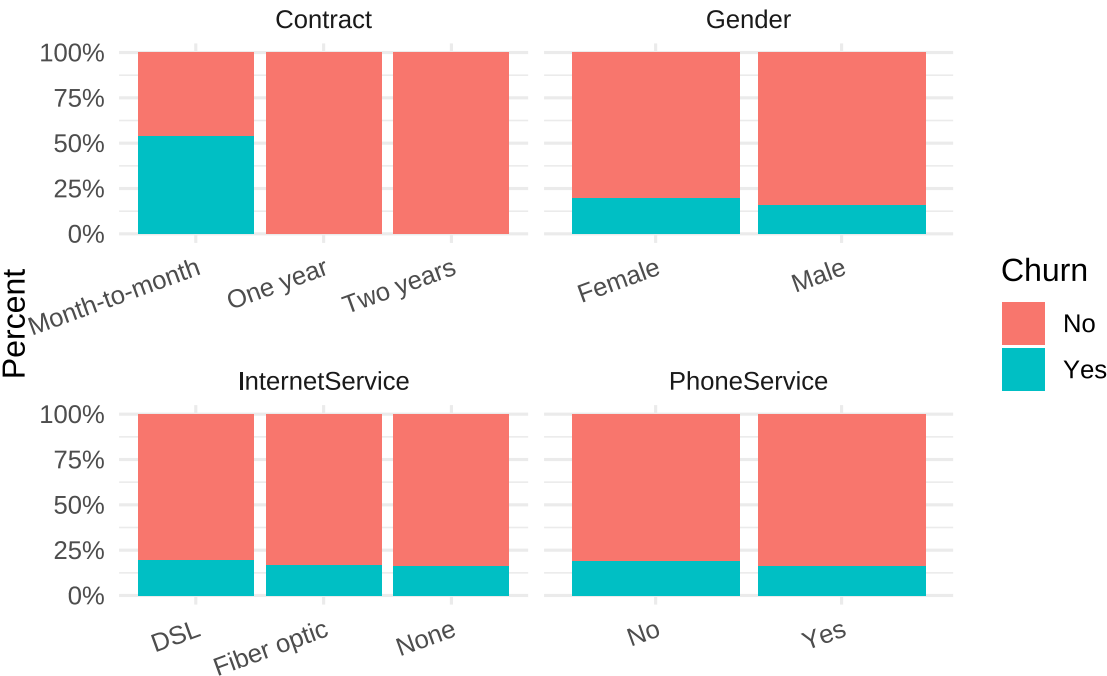 Contract
Gender
100%
75%
50%
25%
0%
Month-to-month
One year
Two years
Female
Male
Percent
Churn
No
Yes
InternetService
PhoneService
100%
75%
50%
25%
0%
DSL
Fiber optic
None
No
Yes